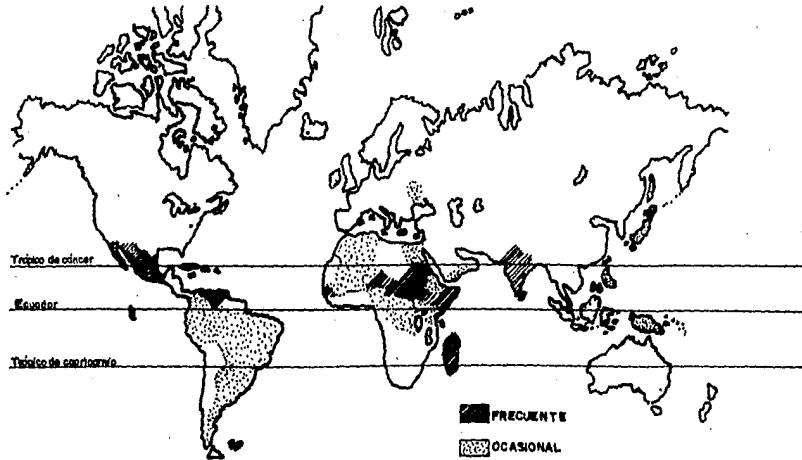 Trópico de cáncer
Ecuador
Trópico de capricornio
FRECUENTE
OCASIONAL